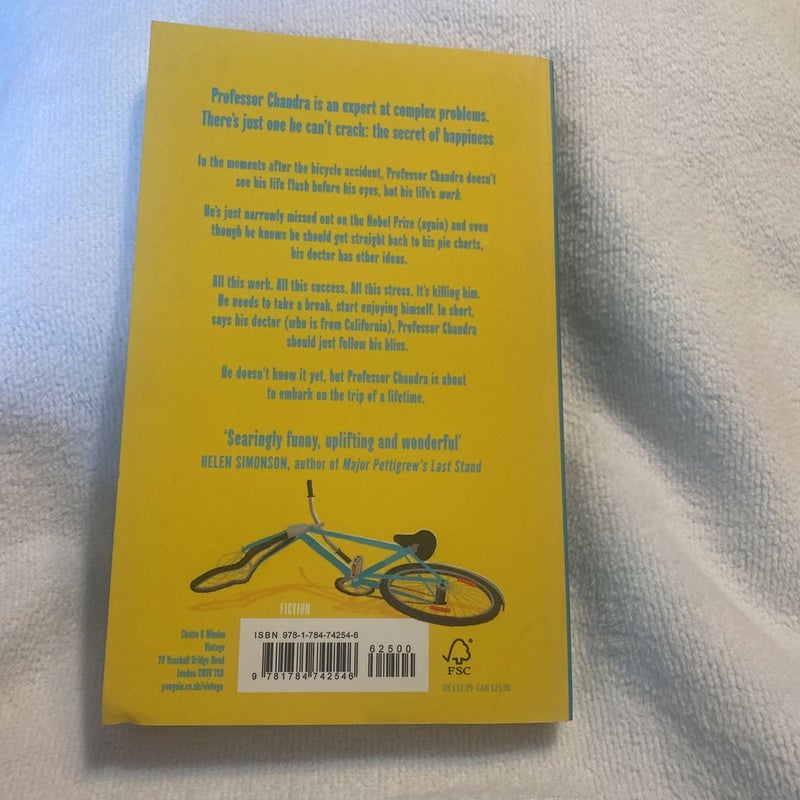 Professor Chandra is an expert at complex problems.
There's just one he can't crack: the secret of happiness
In the moments after the bicycle accident, Professor Chandra doesn't
see his life flash before his eyes, but his life's work.
He's just narrowly missed out on the Nobel Prize (again) and even
though he knows he should get straight back to his pie charts,
his doctor has other ideas.
All this work. All this success. All this stress. It's killing him.
He needs to take a break, start enjoying himself. In short,
says his doctor (who is from California), Professor Chandra
should just follow his bliss.
He doesn't know it yet, but Professor Chandra is about
to embark on the trip of a lifetime.
'Searingly funny, uplifting and wonderful'
HELEN SIMONSON, author of Major Pettigrew's Last Stand
FICTION
Chatto & Windus
Vintage
20 Vauxhall Bridge Road
London SW1V 2SA
penguin.co.uk/vintage
ISBN 978-1-784-74254-6
62500
9 781784 742546
FSC
UK £12.99 CAN $25.00